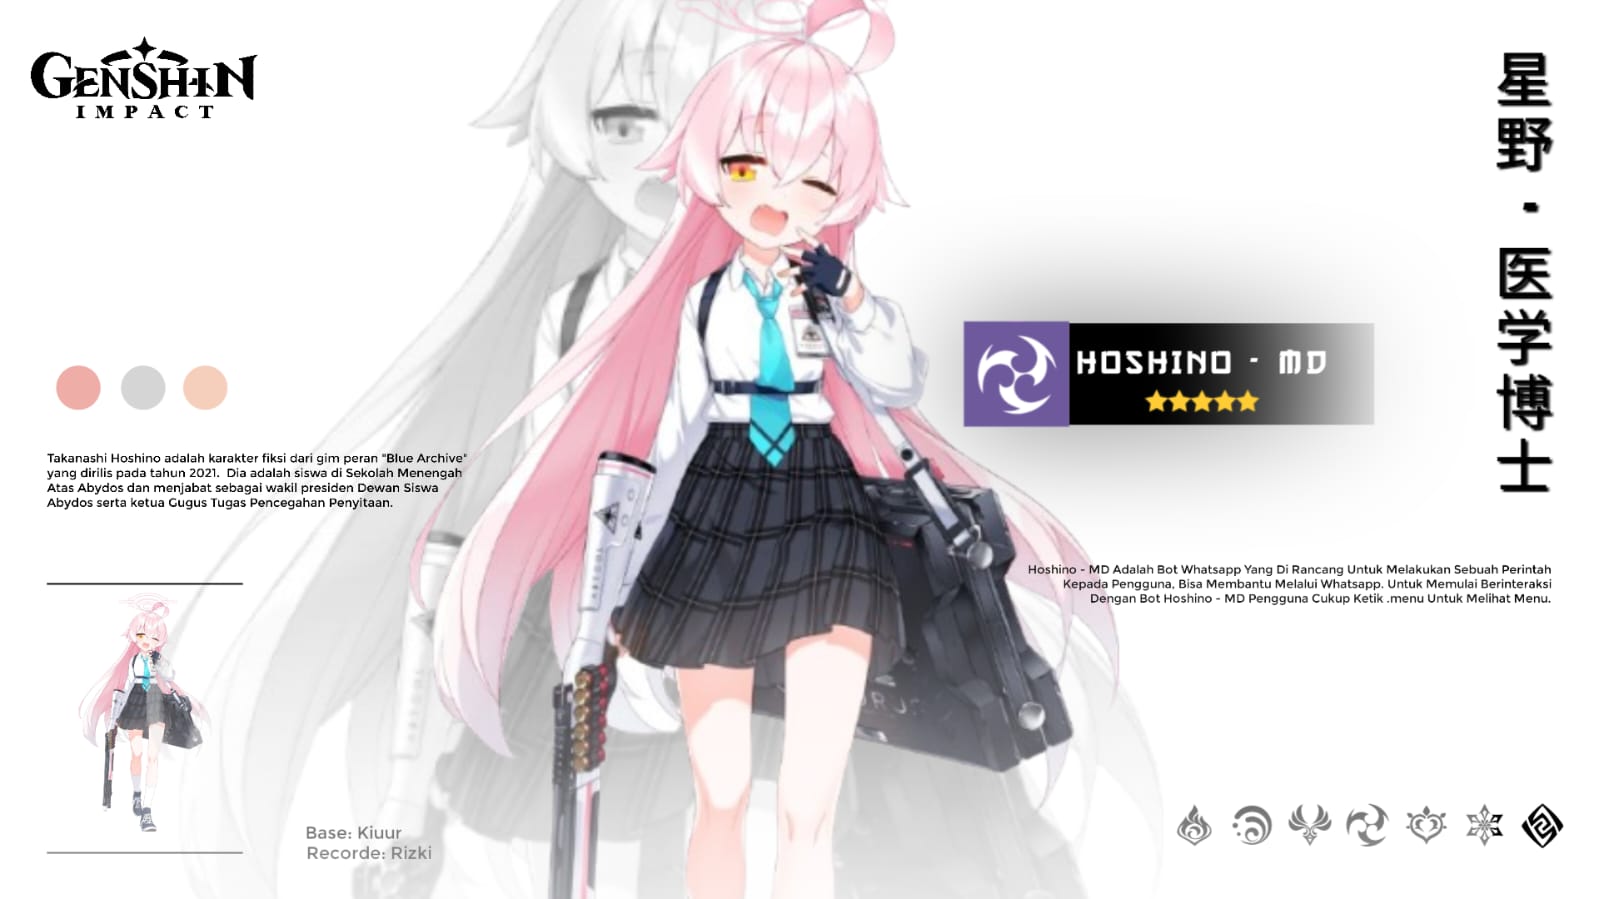 GENSHIN
IMPACT
星野·医学博士
HOSHINO - MD
Takanashi Hoshino adalah karakter fiksi dari gim peran "Blue Archive"
yang dirilis pada tahun 2021. Dia adalah siswa di Sekolah Menengah
Atas Abydos dan menjabat sebagai wakil presiden Dewan Siswa
Abydos serta ketua Gugus Tugas Pencegahan Penyitaan.
Hoshino - MD Adalah Bot Whatsapp Yang Di Rancang Untuk Melakukan Sebuah Perintah
Kepada Pengguna, Bisa Membantu Melalui Whatsapp. Untuk Memulai Berinteraksi
Dengan Bot Hoshino - MD Pengguna Cukup Ketik .menu Untuk Melihat Menu.
Base: Kiuur
Recorde: Rizki